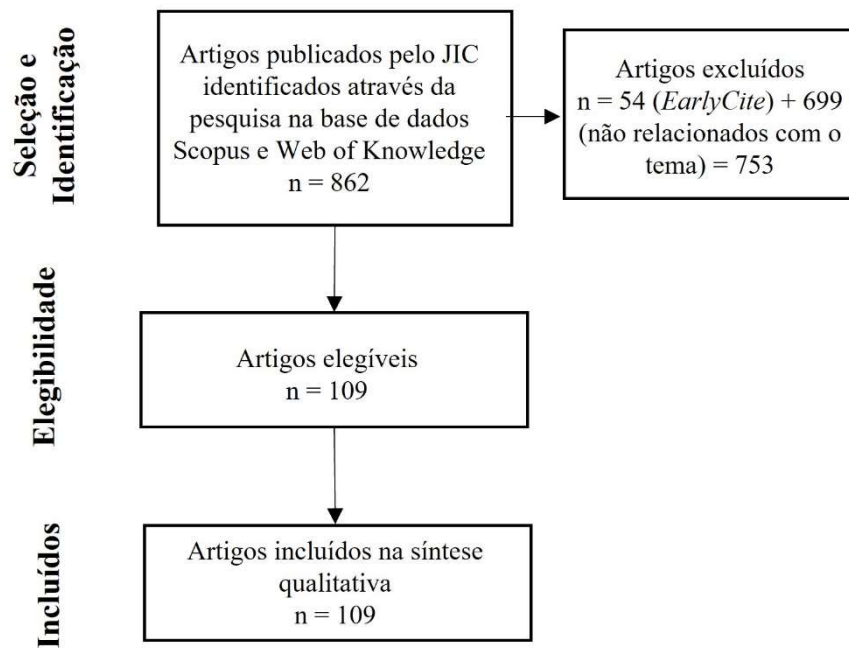 Seleção e
Identificação
Artigos publicados pelo JIC
identificados através da
pesquisa na base de dados
Scopus e Web of Knowledge
n = 862
Artigos excluídos
n = 54 (EarlyCite) + 699
(não relacionados com o
tema) = 753
Elegibilidade
Artigos elegíveis
n = 109
Incluídos
Artigos incluídos na síntese
qualitativa
n = 109